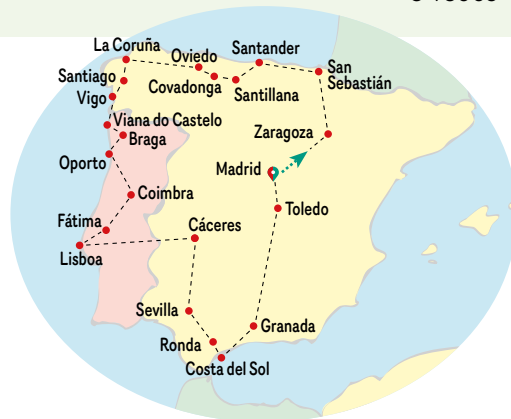 La Coruña
Oviedo
Santander
San
Sebastián
Santiago
Covadonga
Santillana
Vigo
Viana do Castelo
Braga
Zaragoza
Oporto
Madrid
Coimbra
Toledo
Fátima
Cáceres
Lisboa
Sevilla
Granada
Ronda
Costa del Sol